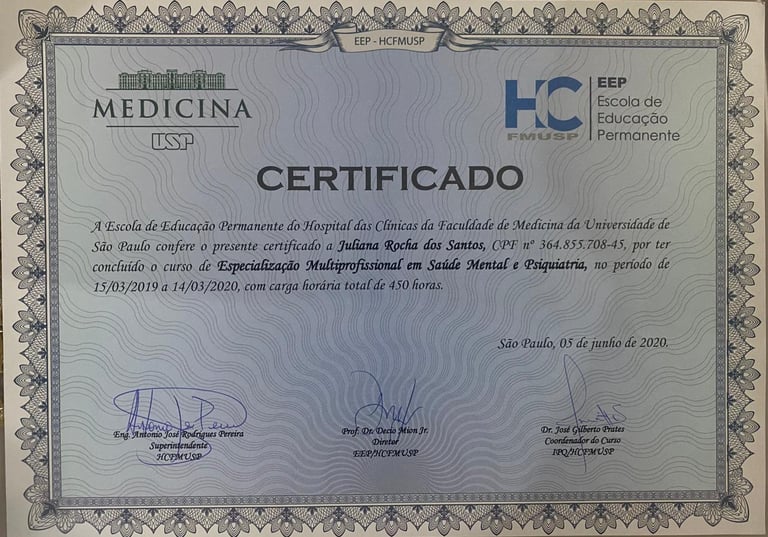 EEP - HCFMUSP
MEDICINA
USP
HC
FMUSP
EEP
Escola de
Educação
Permanente
CERTIFICADO
A Escola de Educação Permanente do Hospital das Clínicas da Faculdade de Medicina da Universidade de
São Paulo confere o presente certificado a Juliana Rocha dos Santos, CPF nº 364.855.708-45, por ter
concluído o curso de Especialização Multiprofissional em Saúde Mental e Psiquiatria, no período de
15/03/2019 a 14/03/2020, com carga horária total de 450 horas.
São Paulo, 05 de junho de 2020.
Eng. Antonio José Rodrigues Pereira
Superintendente
HCFMUSP
Prof. Dr. Decio Mion Jr.
Diretor
EEP/HCFMUSP
Dr. José Gilberto Prates
Coordenador do Curso
IPQ/HCFMUSP